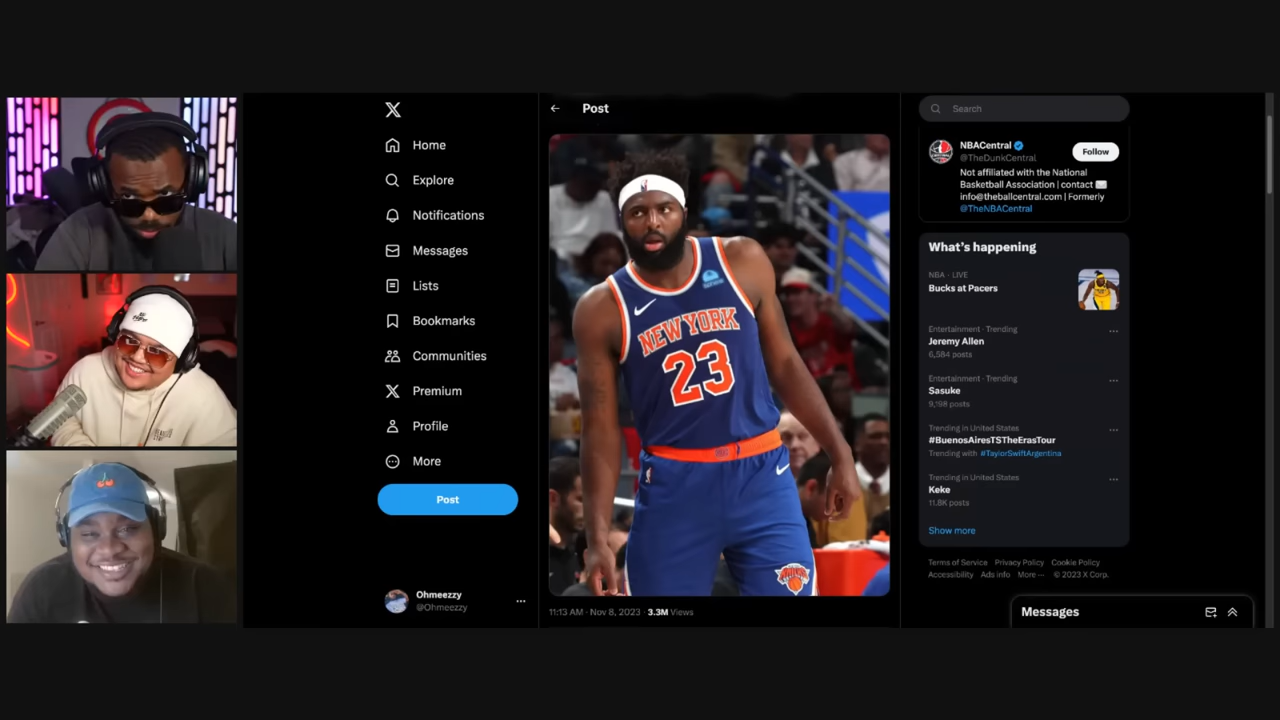 Home
Explore
Notifications
Messages
Lists
Bookmarks
Communities
Premium
Profile
More
Post
Ohmeezzy
@Ohmeezzy
Post
NEW YORK
23
11:13 AM · Nov 8, 2023 · 3.3M Views
Search
NBACentral
@TheDunkCentral
Follow
Not affiliated with the National
Basketball Association | contact
info@theballcentral.com | Formerly
@TheNBACentral
What's happening
NBA · LIVE
Bucks at Pacers
Entertainment · Trending
Jeremy Allen
6,584 posts
Entertainment · Trending
Sasuke
9,198 posts
Trending in United States
#BuenosAiresTSTheErasTour
Trending with #TaylorSwiftArgentina
Trending in United States
Keke
11.8K posts
Show more
Terms of Service Privacy Policy Cookie Policy
Accessibility Ads info More ··· © 2023 X Corp.
Messages